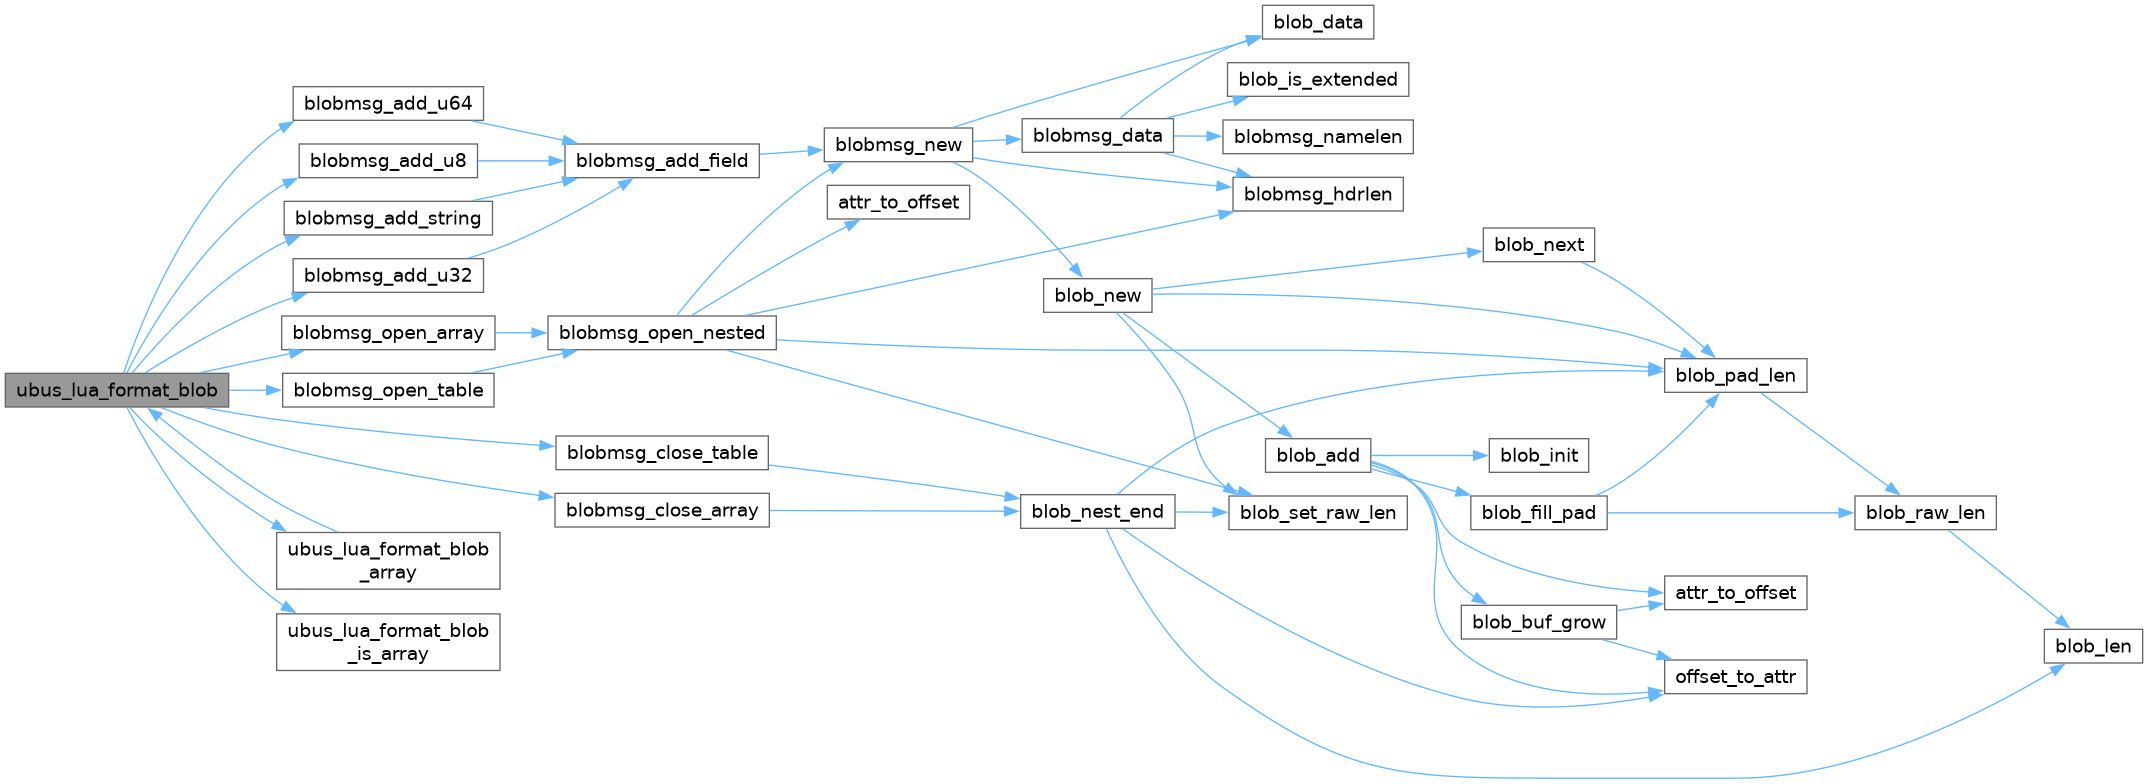 blob_data
blob_is_extended
blobmsg_add_u64
blobmsg_data
blobmsg_namelen
blobmsg_new
blobmsg_add_u8
blobmsg_add_field
blobmsg_hdrlen
attr_to_offset
blobmsg_add_string
blob_next
blobmsg_add_u32
blob_new
blobmsg_open_array
blobmsg_open_nested
blob_pad_len
ubus_lua_format_blob
blobmsg_open_table
blobmsg_close_table
blob_add
blob_init
blobmsg_close_array
blob_nest_end
blob_set_raw_len
blob_fill_pad
blob_raw_len
ubus_lua_format_blob
_array
attr_to_offset
blob_buf_grow
ubus_lua_format_blob
_is_array
blob_len
offset_to_attr